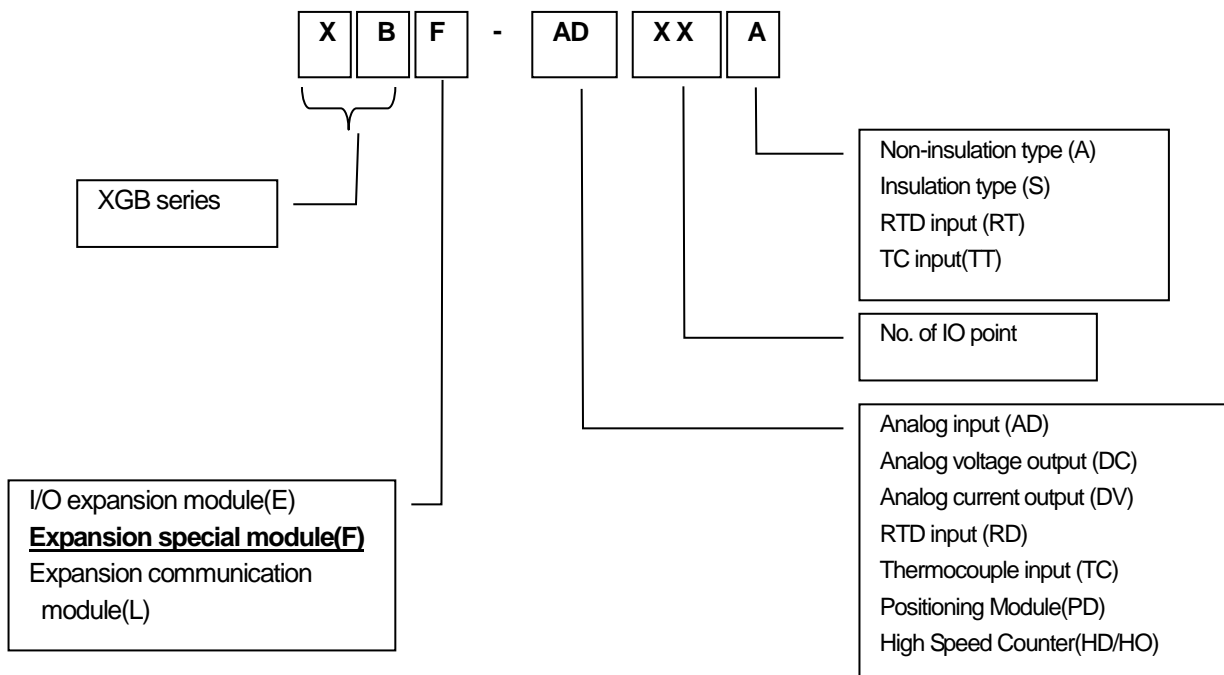 X B F - AD X X A
Non-insulation type (A)
Insulation type (S)
RTD input (RT)
TC input(TT)
XGB series
No. of IO point
Analog input (AD)
Analog voltage output (DC)
Analog current output (DV)
RTD input (RD)
Thermocouple input (TC)
Positioning Module(PD)
High Speed Counter(HD/HO)
I/O expansion module(E)
Expansion special module(F)
Expansion communication
module(L)